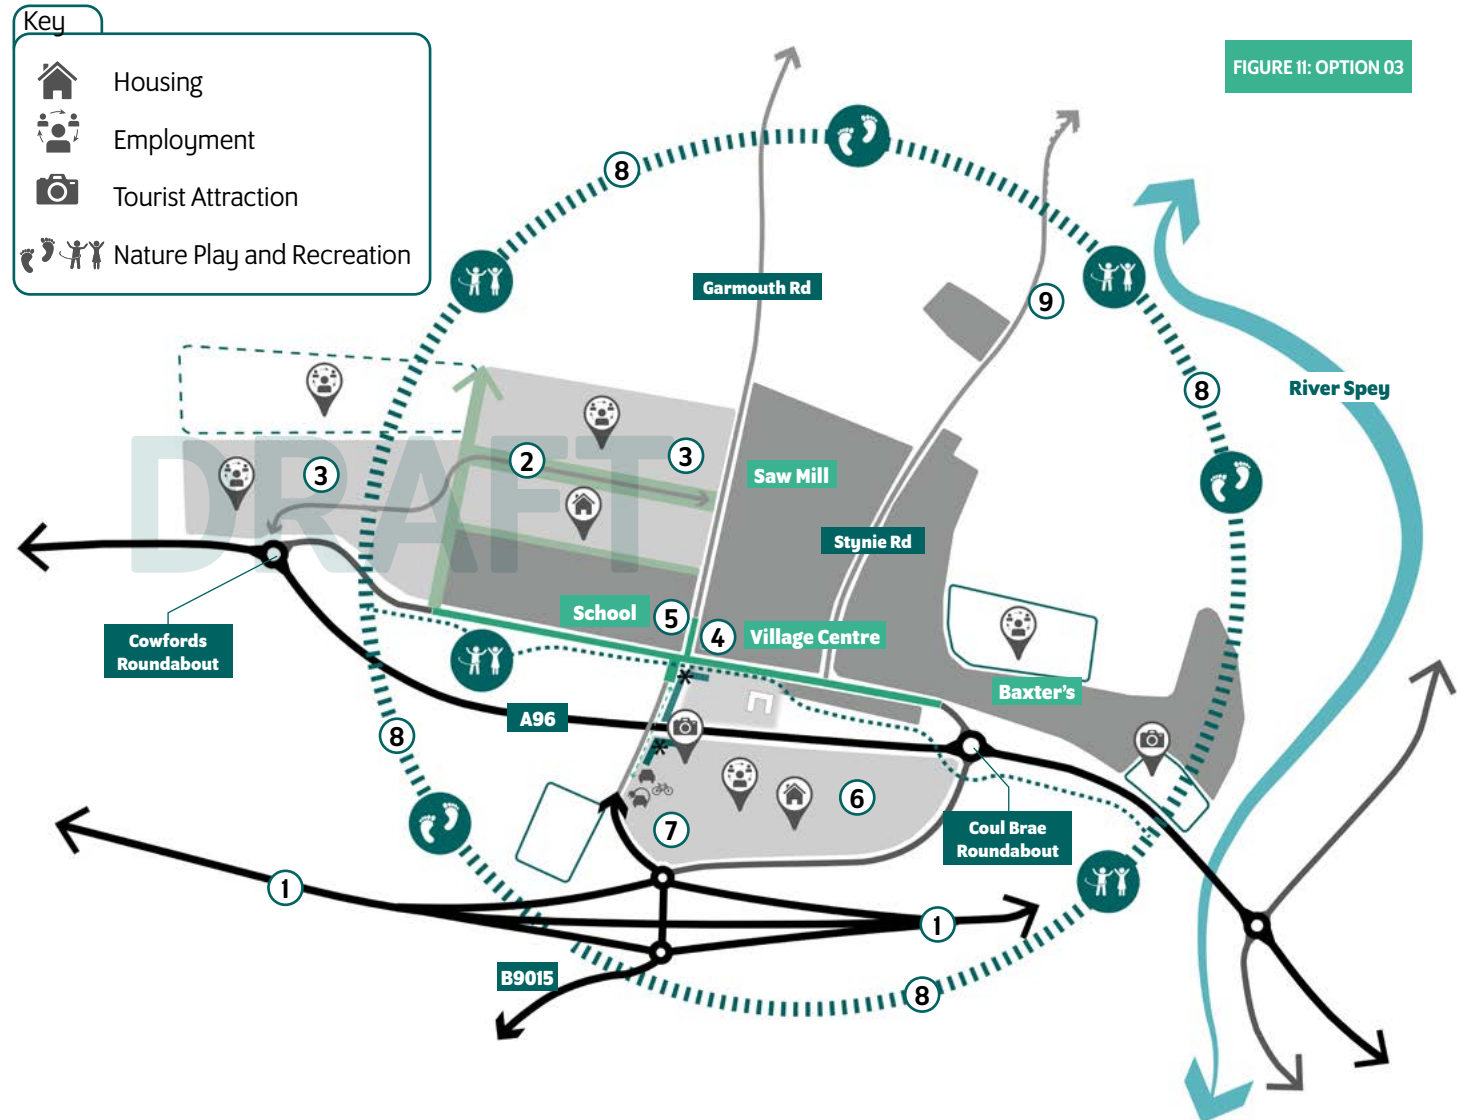 Key
Housing
Employment
Tourist Attraction
Nature Play and Recreation
FIGURE 11: OPTION 03
8
Garmouth Rd
9
8
River Spey
DRAFT
3
2
3
Saw Mill
Stynie Rd
School
5
4
Village Centre
Cowfords
Roundabout
Baxter's
A96
*
8
*
6
7
Coul Brae
Roundabout
1
1
B9015
8